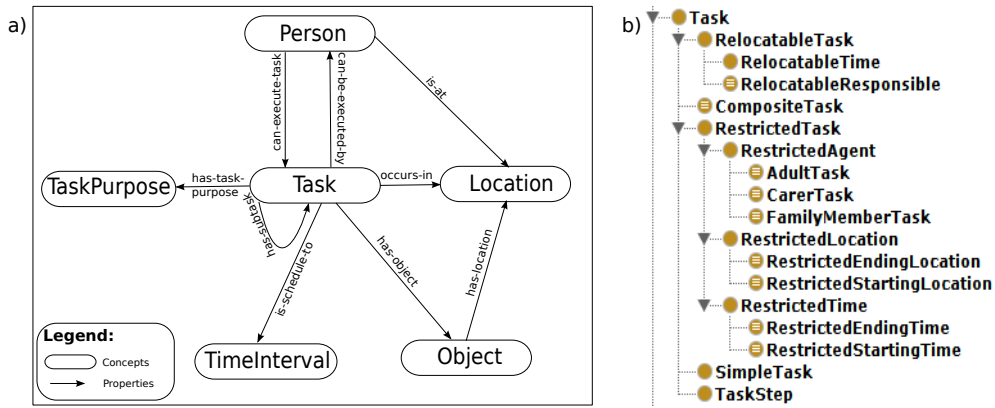 a)
Person
can-execute-task
can-be-executed-by
is-at
TaskPurpose
has-task-
purpose
Task
occurs-in
Location
has-subtask
is-schedule-to
has-object
has-location
Legend:
Concepts
Properties
TimeInterval
Object
b)
Task
RelocatableTask
RelocatableTime
RelocatableResponsible
CompositeTask
RestrictedTask
RestrictedAgent
AdultTask
CarerTask
FamilyMemberTask
RestrictedLocation
RestrictedEndingLocation
RestrictedStartingLocation
RestrictedTime
RestrictedEndingTime
RestrictedStartingTime
SimpleTask
TaskStep